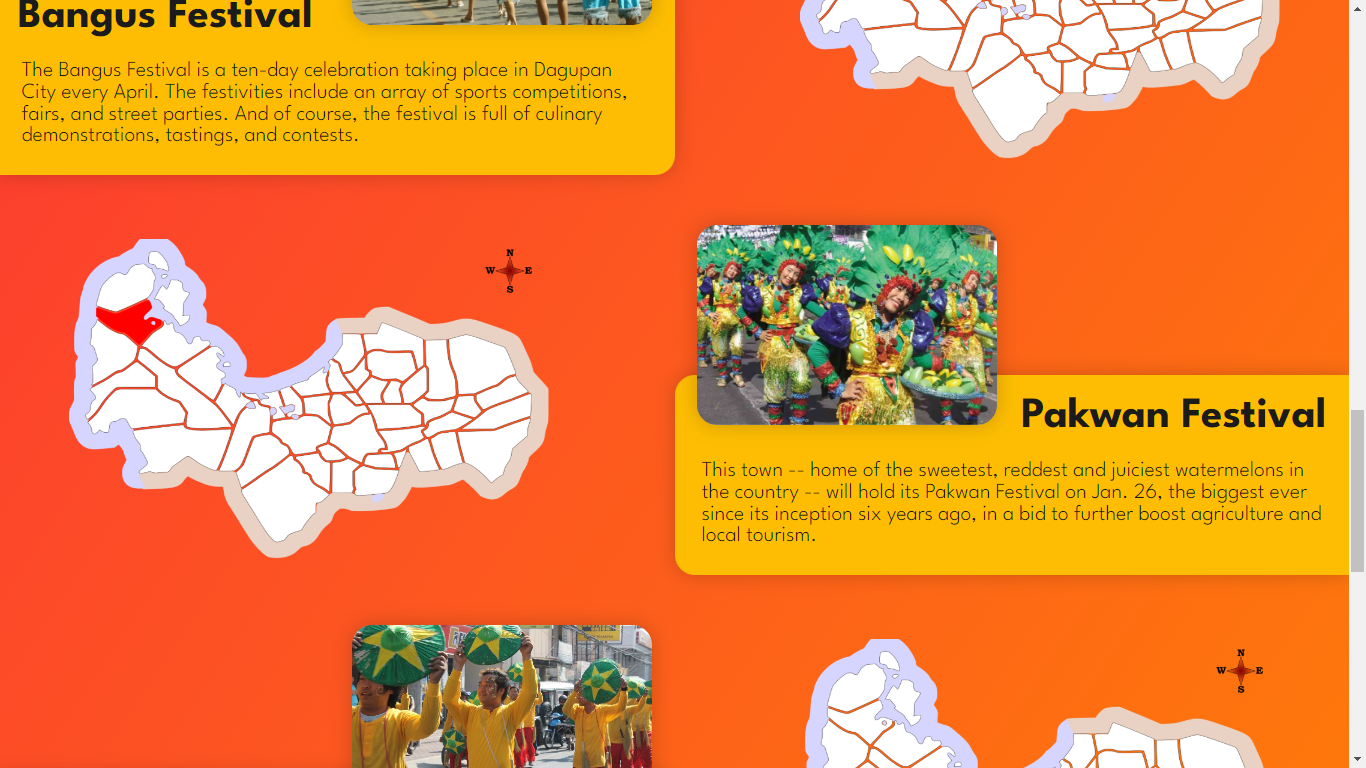 Bangus Festival
The Bangus Festival is a ten-day celebration taking place in Dagupan
City every April. The festivities include an array of sports competitions,
fairs, and street parties. And of course, the festival is full of culinary
demonstrations, tastings, and contests.
N
W E
S
Pakwan Festival
This town -- home of the sweetest, reddest and juiciest watermelons in
the country -- will hold its Pakwan Festival on Jan. 26, the biggest ever
since its inception six years ago, in a bid to further boost agriculture and
local tourism.
N
W E
S